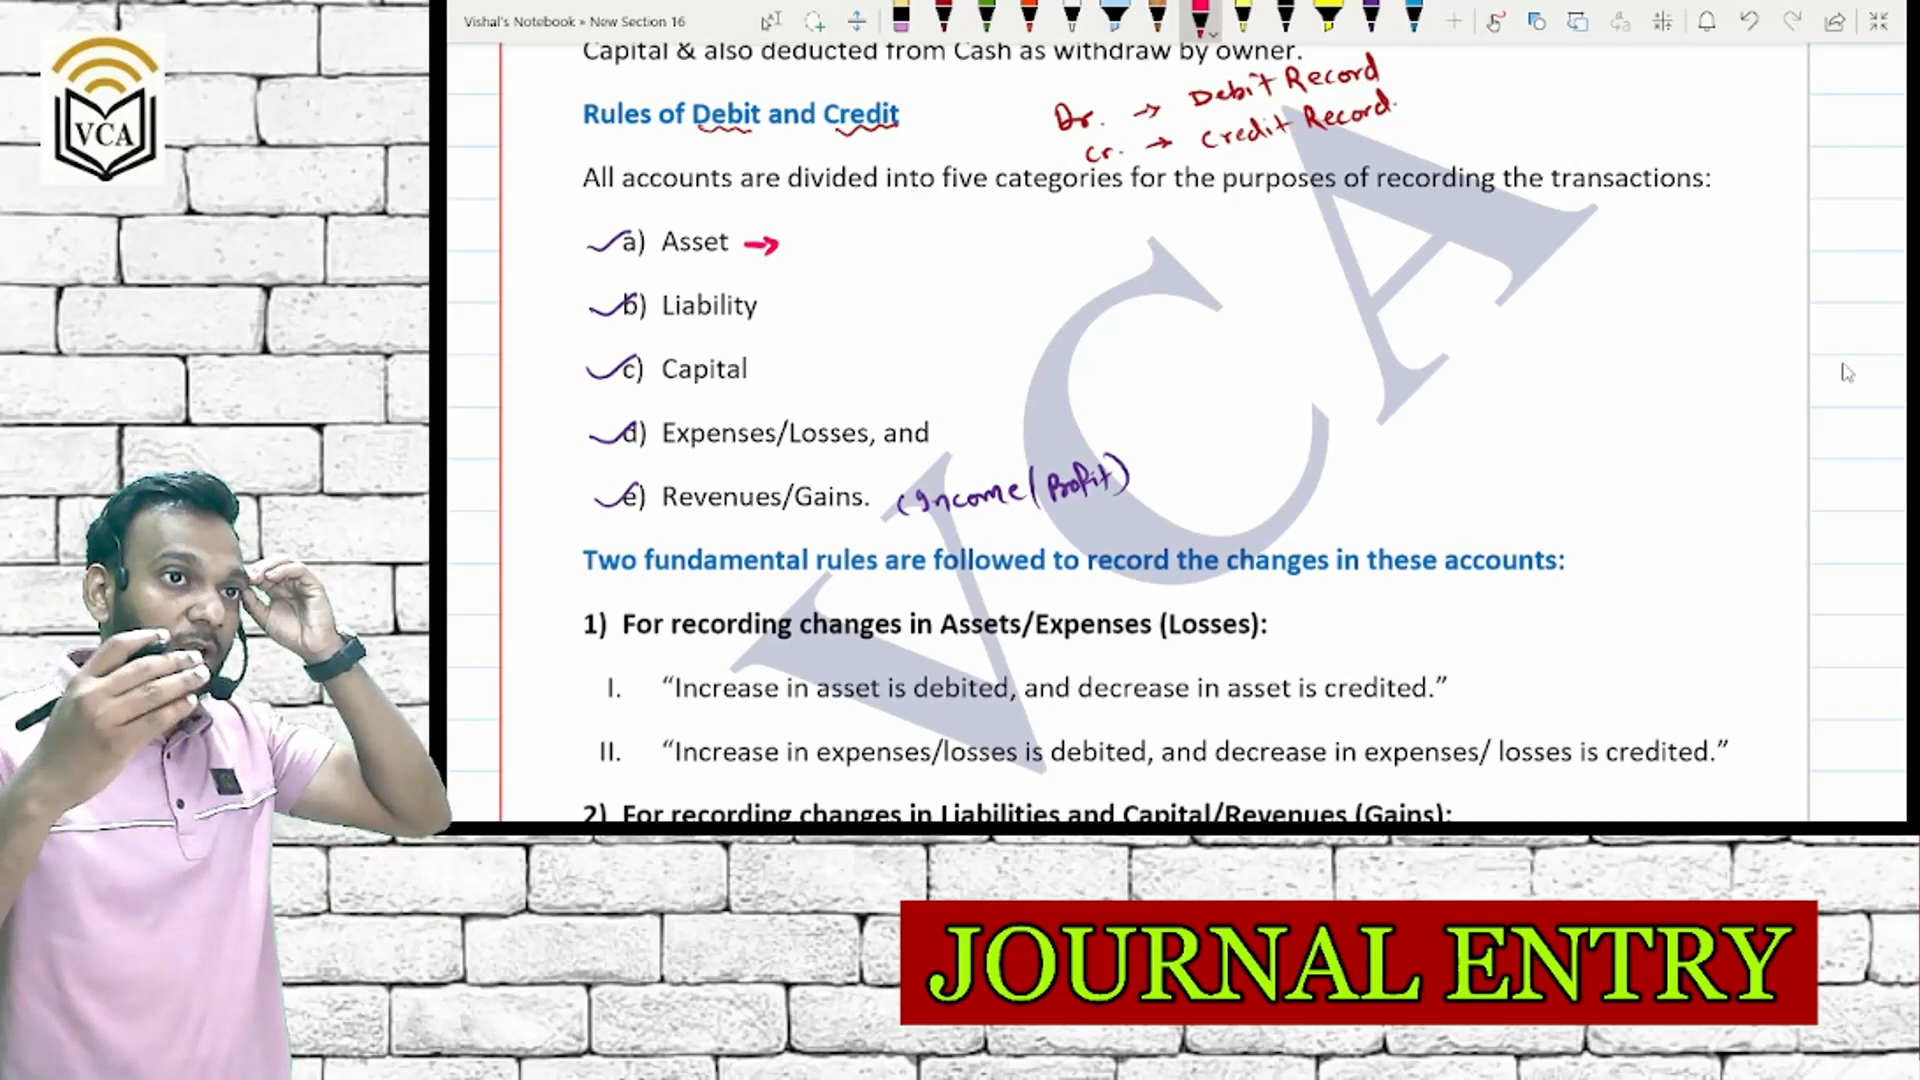 Vishal's Notebook » New Section 16
VCA
Capital & also deducted from Cash as withdraw by owner.
Rules of Debit and Credit
Dr. → Debit Record
Cr. → Credit Record.
All accounts are divided into five categories for the purposes of recording the transactions:
a) Asset →
b) Liability
c) Capital
d) Expenses/Losses, and
e) Revenues/Gains. (Income (Profit)
Two fundamental rules are followed to record the changes in these accounts:
1) For recording changes in Assets/Expenses (Losses):
I. “Increase in asset is debited, and decrease in asset is credited.”
II. “Increase in expenses/losses is debited, and decrease in expenses/ losses is credited.”
2) For recording changes in Liabilities and Capital/Revenues (Gains):
VCA
JOURNAL ENTRY